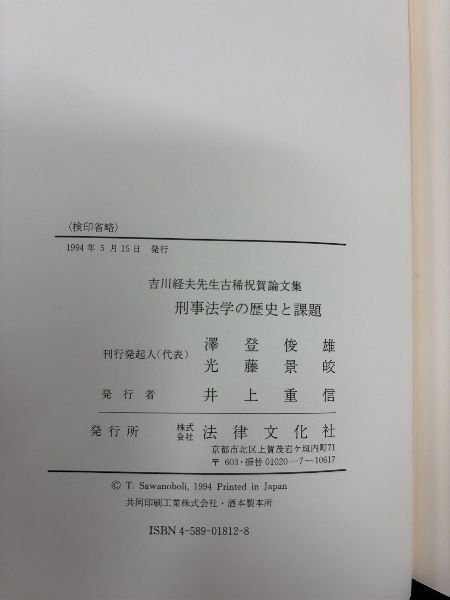 〈検印省略〉
1994年5月15日 発行
吉川経夫先生古稀祝賀論文集
刑事法学の歴史と課題
刊行発起人(代表) 澤登俊雄
光藤景皎
発行者 井上重信
発行所 株式会社 法律文化社
京都市北区上賀茂岩ケ垣内町71
〒603・振替01020―7―10617
© T. Sawanoboli, 1994 Printed in Japan
共同印刷工業株式会社・酒本製本所
ISBN 4-589-01812-8